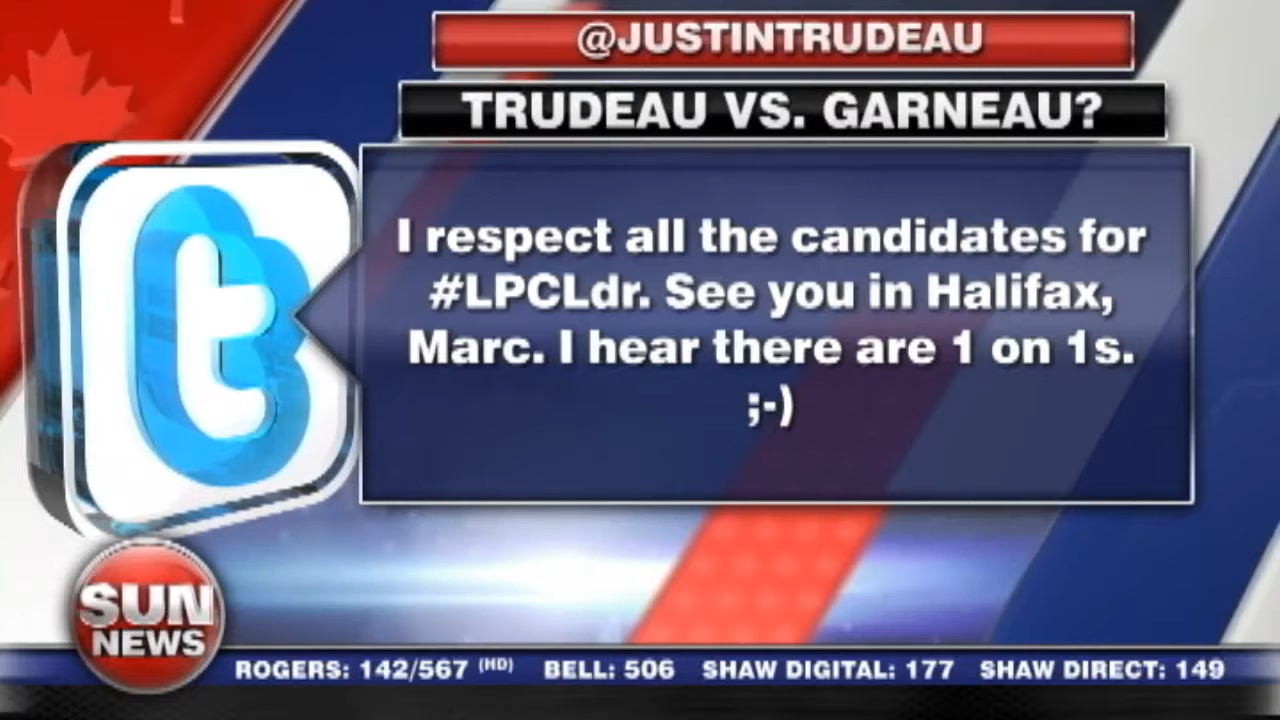 @JUSTINTRUDEAU
TRUDEAU VS. GARNEAU?
I respect all the candidates for
#LPCLdr. See you in Halifax,
Marc. I hear there are 1 on 1s.
;-)
t
SUN
NEWS
ROGERS: 142/567 (HD) BELL: 506 SHAW DIGITAL: 177 SHAW DIRECT: 149